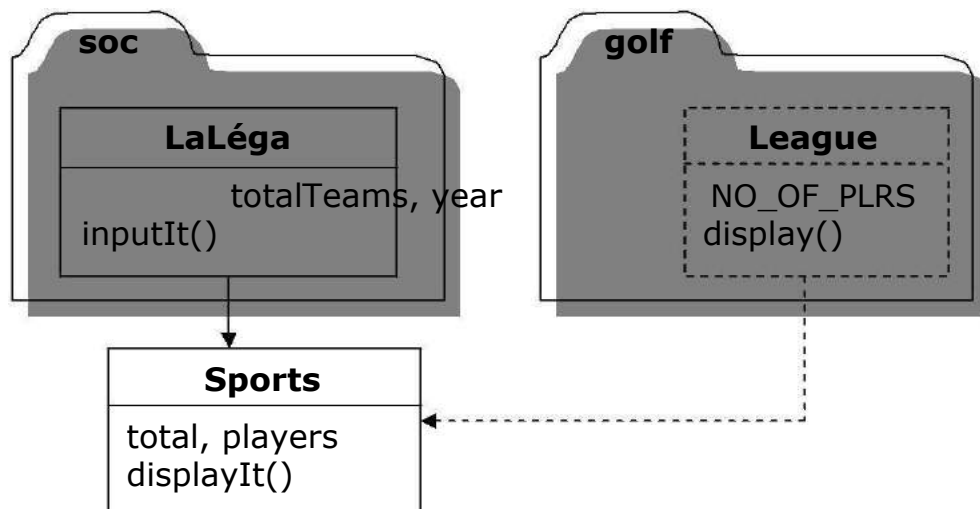 soc
LaLéga
totalTeams, year
inputIt()
golf
League
NO_OF_PLRS
display()
Sports
total, players
displayIt()